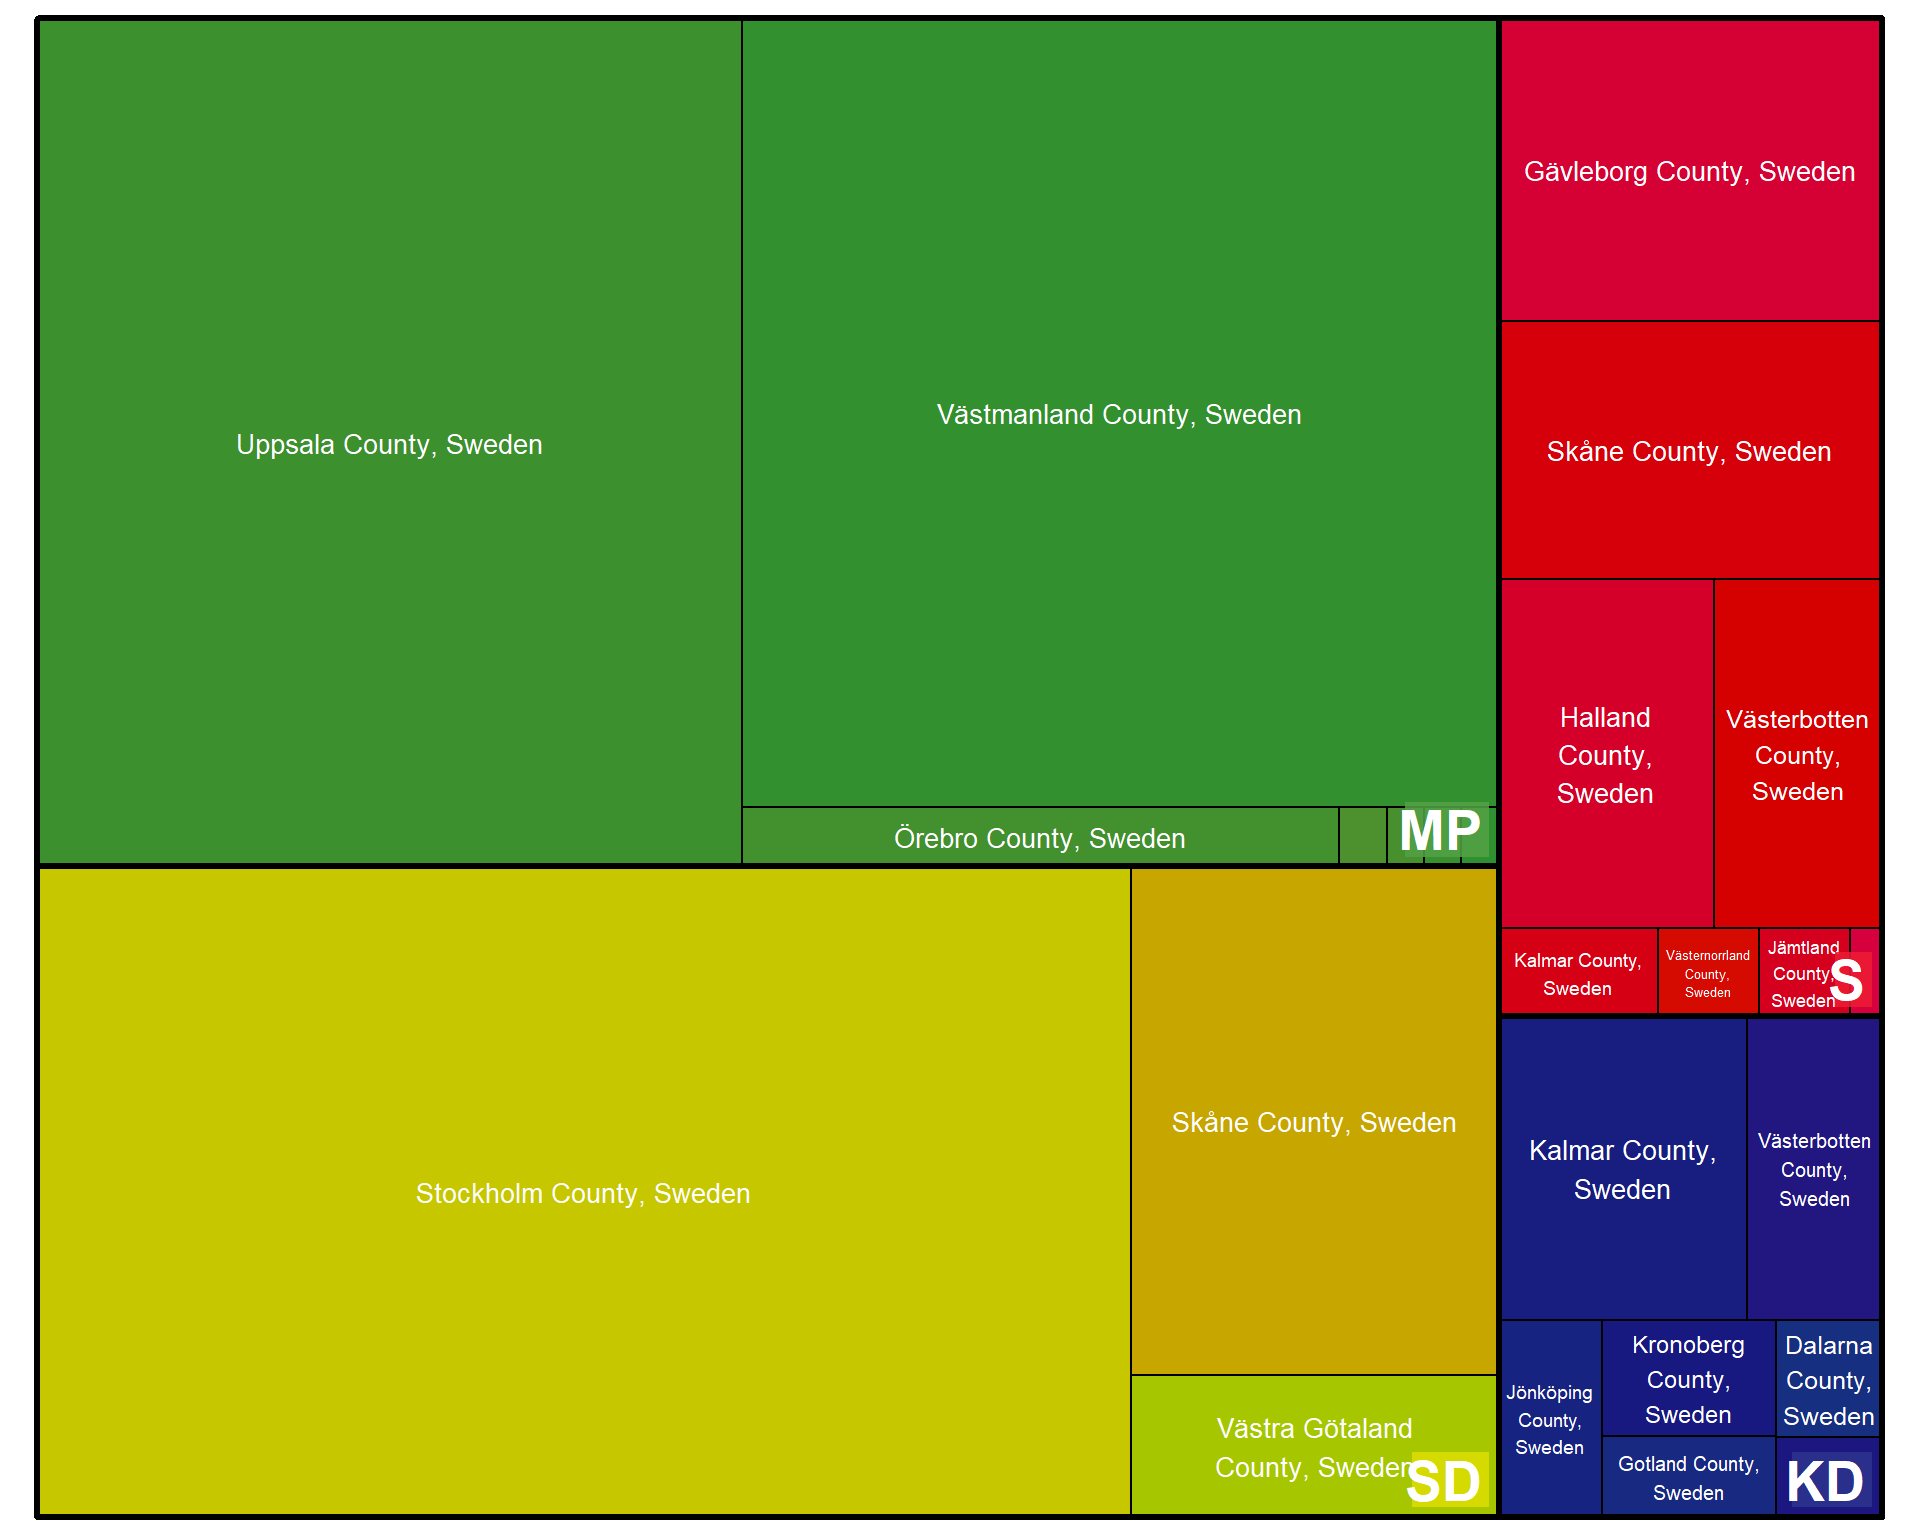 Uppsala County, Sweden
Västmanland County, Sweden
Örebro County, Sweden
MP
Stockholm County, Sweden
Skåne County, Sweden
Västra Götaland
County, Sweden
SD
Gävleborg County, Sweden
Skåne County, Sweden
Halland
County,
Sweden
Västerbotten
County,
Sweden
Kalmar County,
Sweden
Västernorrland
County,
Sweden
Jämtland
County,
Sweden
S
Kalmar County,
Sweden
Västerbotten
County,
Sweden
Jönköping
County,
Sweden
Kronoberg
County,
Sweden
Dalarna
County,
Sweden
Gotland County,
Sweden
KD